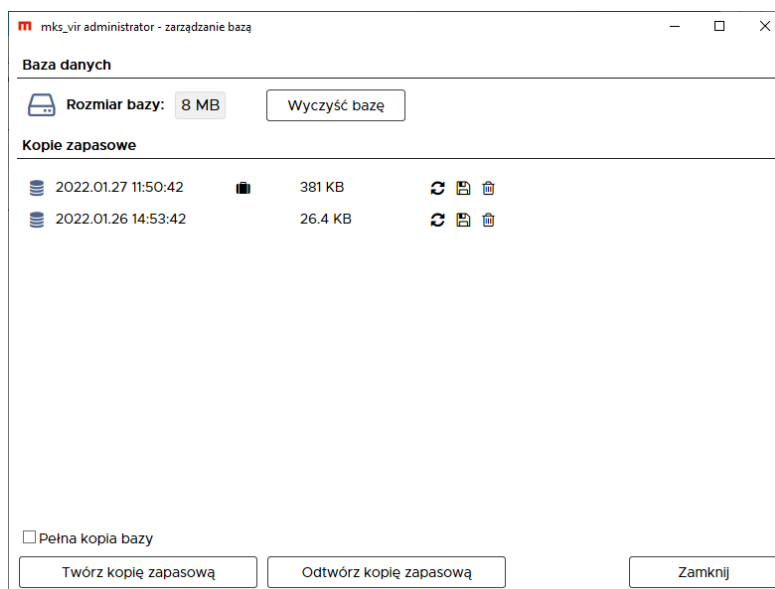 mks_vir administrator - zarządzanie bazą
Baza danych
Rozmiar bazy: 8 MB Wyczyść bazę
Kopie zapasowe
2022.01.27 11:50:42 381 KB
2022.01.26 14:53:42 26.4 KB
Pełna kopia bazy
Twórz kopię zapasową Odtwórz kopię zapasową Zamknij